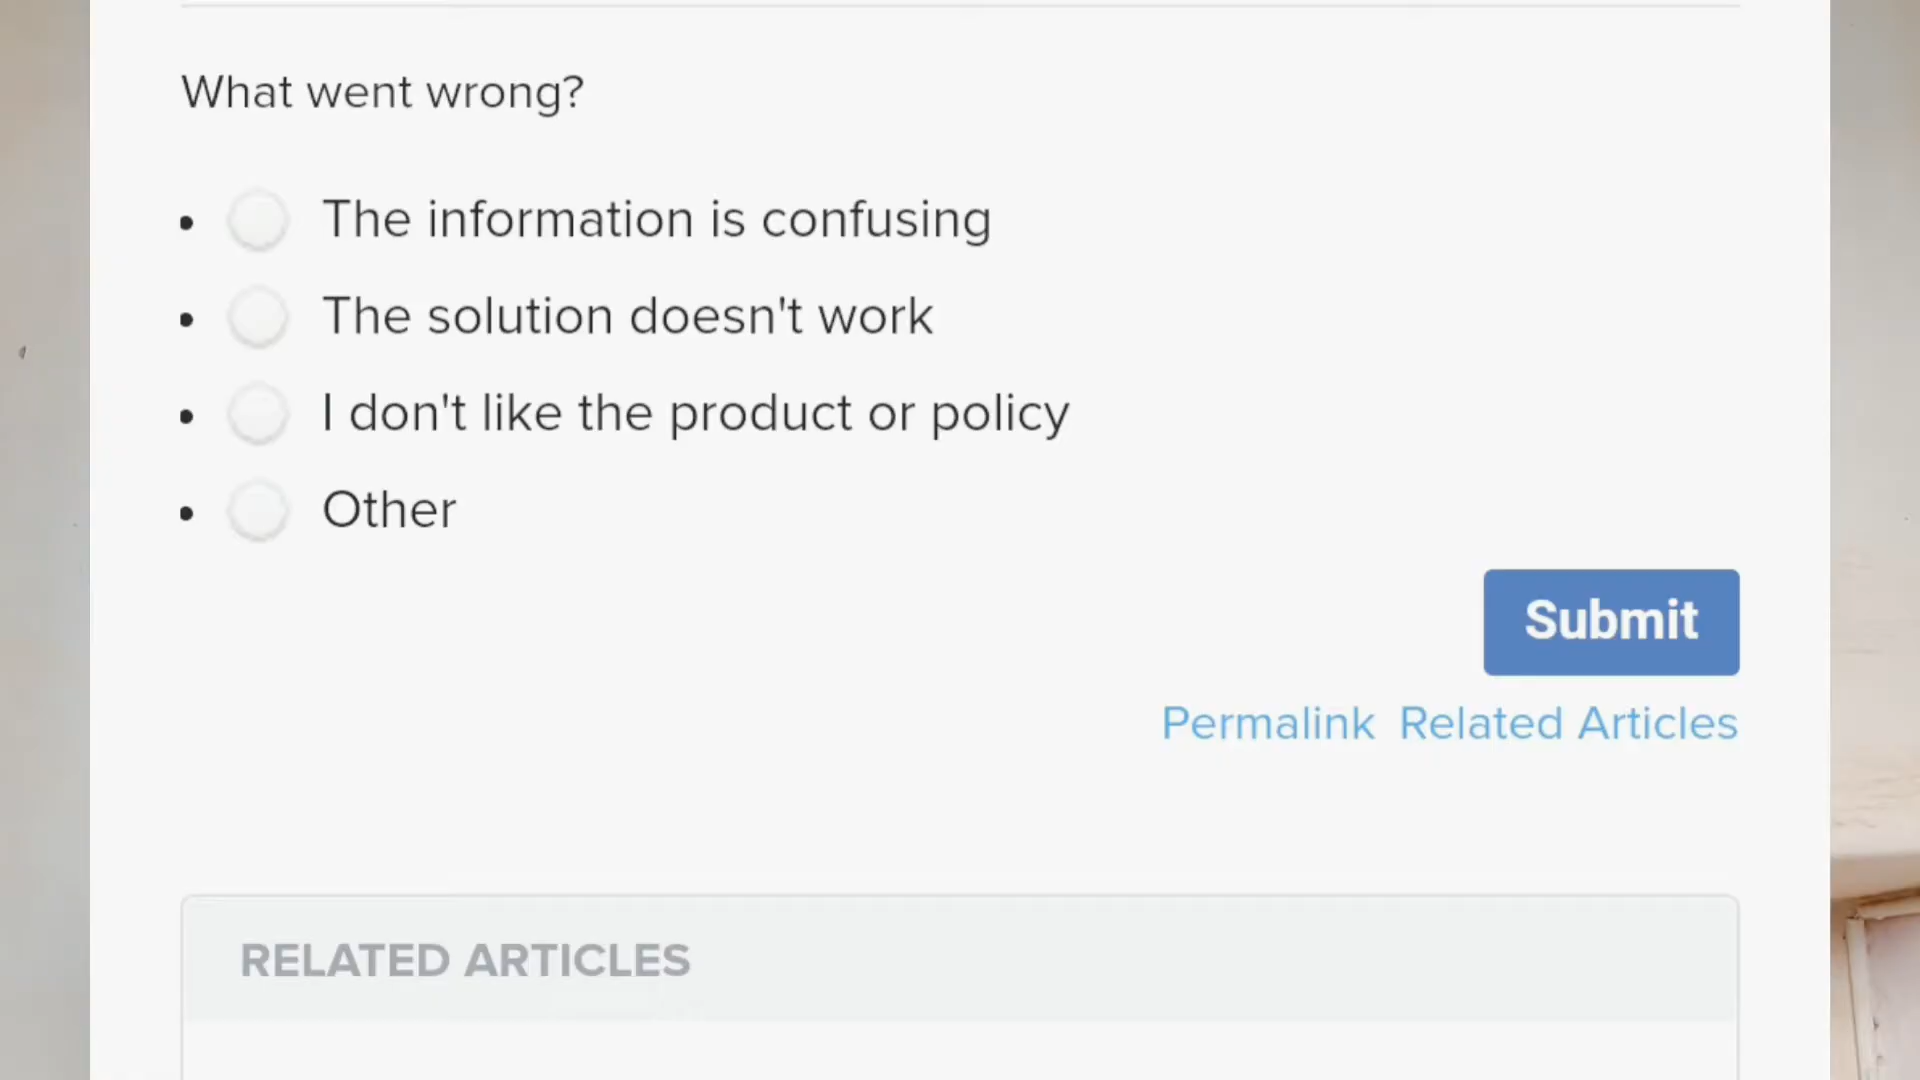 What went wrong?
The information is confusing
The solution doesn't work
I don't like the product or policy
Other
Submit
Permalink Related Articles
RELATED ARTICLES